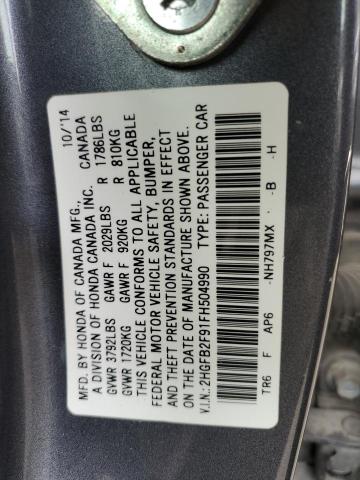 MFD. BY HONDA OF CANADA MFG., 10/'14
A DIVISION OF HONDA CANADA INC. CANADA
GVWR 3792LBS GAWR F 2029LBS R 1786LBS
GVWR 1720KG GAWR F 920KG R 810KG
THIS VEHICLE CONFORMS TO ALL APPLICABLE
FEDERAL MOTOR VEHICLE SAFETY, BUMPER,
AND THEFT PREVENTION STANDARDS IN EFFECT
ON THE DATE OF MANUFACTURE SHOWN ABOVE.
V.I.N.: 2HGFB2F91FH504990 TYPE: PASSENGER CAR
TR6 F AP6 -NH797MX -B -H